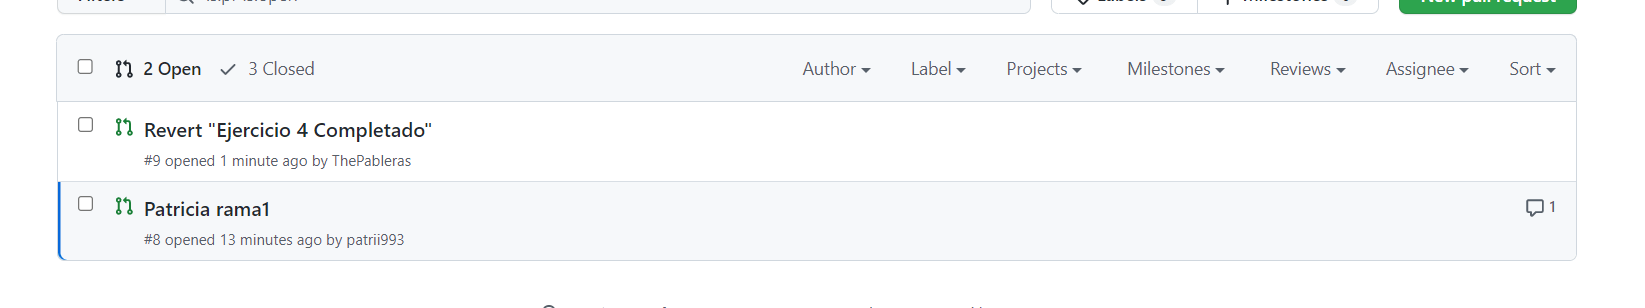 2 Open 3 Closed Author Label Projects Milestones Reviews Assignee Sort
Revert "Ejercicio 4 Completado"
#9 opened 1 minute ago by ThePableras
Patricia rama1
1
#8 opened 13 minutes ago by patrii993